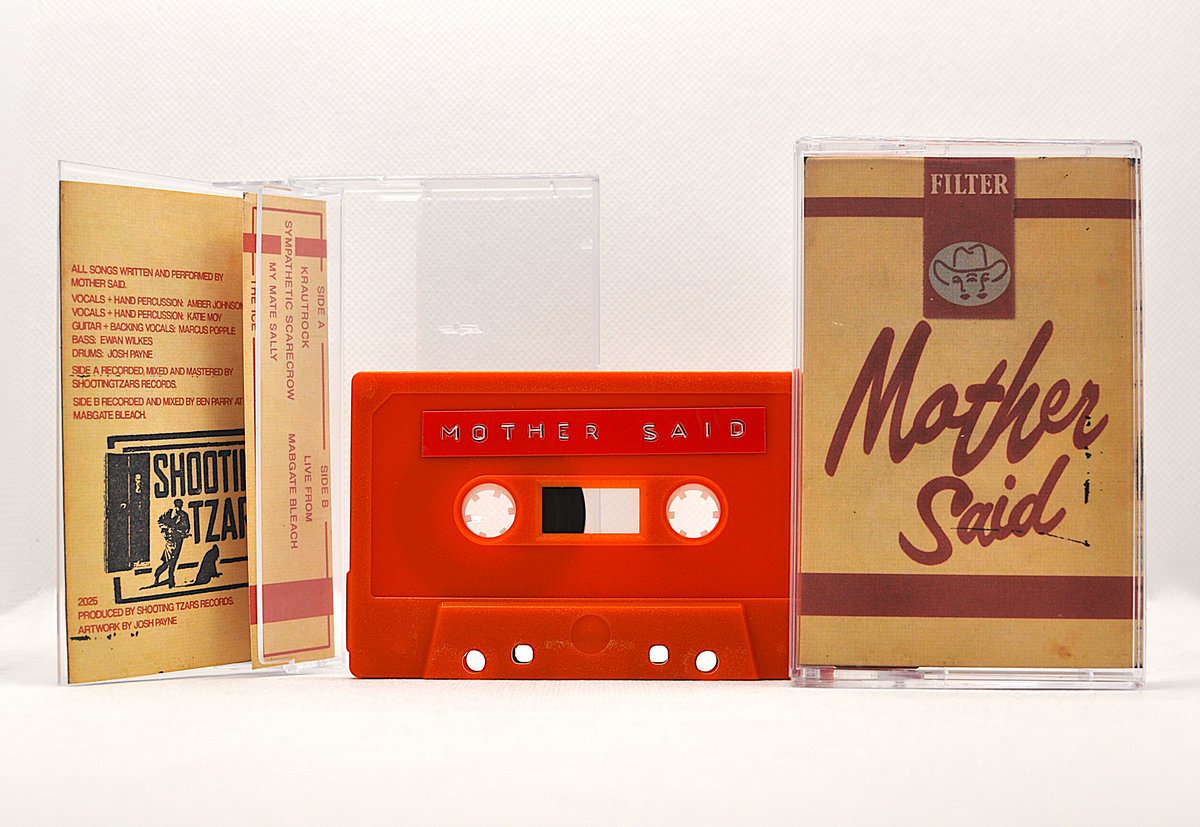 ALL SONGS WRITTEN AND PERFORMED BY
MOTHER SAID.
VOCALS + HAND PERCUSSION: AMBER JOHNSON
VOCALS + HAND PERCUSSION: KATIE MOY
GUITAR + BACKING VOCALS: MARCUS POPPLE
BASS: EWAN WILKES
DRUMS: JOSH PAYNE
SIDE A RECORDED, MIXED AND MASTERED BY
SHOOTINGTZARS RECORDS.
SIDE B RECORDED AND MIXED BY BEN PARRY AT
MABGATE BLEACH.
SHOOTIN
TZAR
2025
PRODUCED BY SHOOTING TZARS RECORDS.
ARTWORK BY JOSH PAYNE
SIDE A
KRAUTROCK
SYMPATHETIC SCARECROW
MY MATE SALLY
SIDE B
LIVE FROM
MABGATE BLEACH
MOTHER SAID
FILTER
Mother
Said